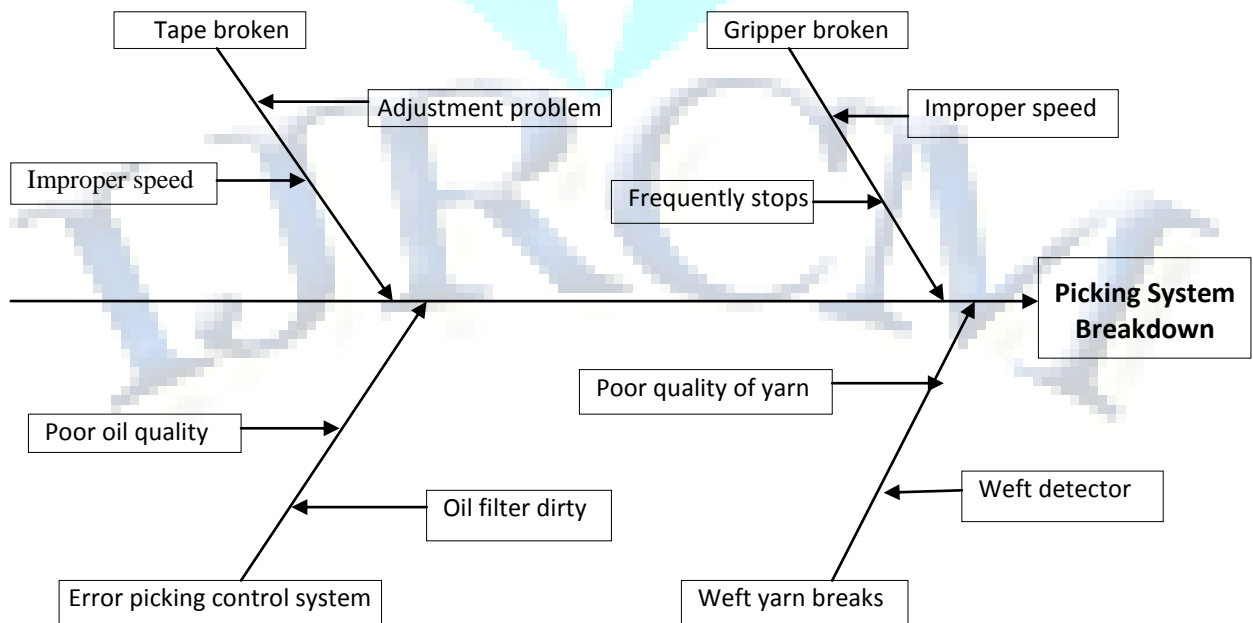 Tape broken
Gripper broken
Adjustment problem
Improper speed
Improper speed
Frequently stops
Picking System
Breakdown
Poor quality of yarn
Poor oil quality
Weft detector
Oil filter dirty
Error picking control system
Weft yarn breaks
IJRCM